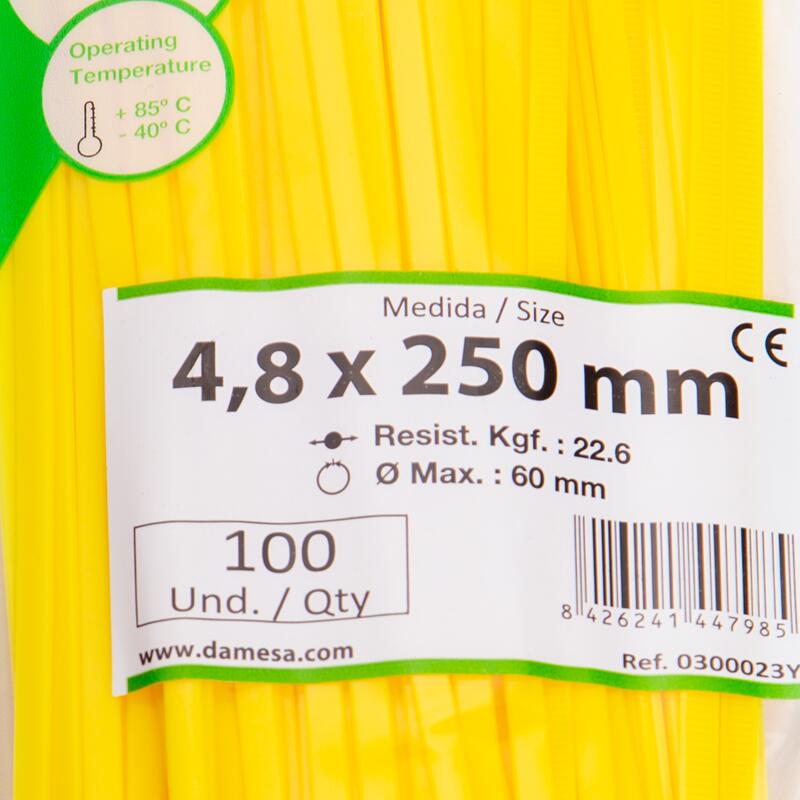 Operating
Temperature
+ 85º C
- 40º C
Medida / Size
CE
4,8 x 250 mm
Resist. Kgf. : 22.6
Ø Max. : 60 mm
100
Und. / Qty
8 426241 447985
www.damesa.com
Ref. 0300023Y